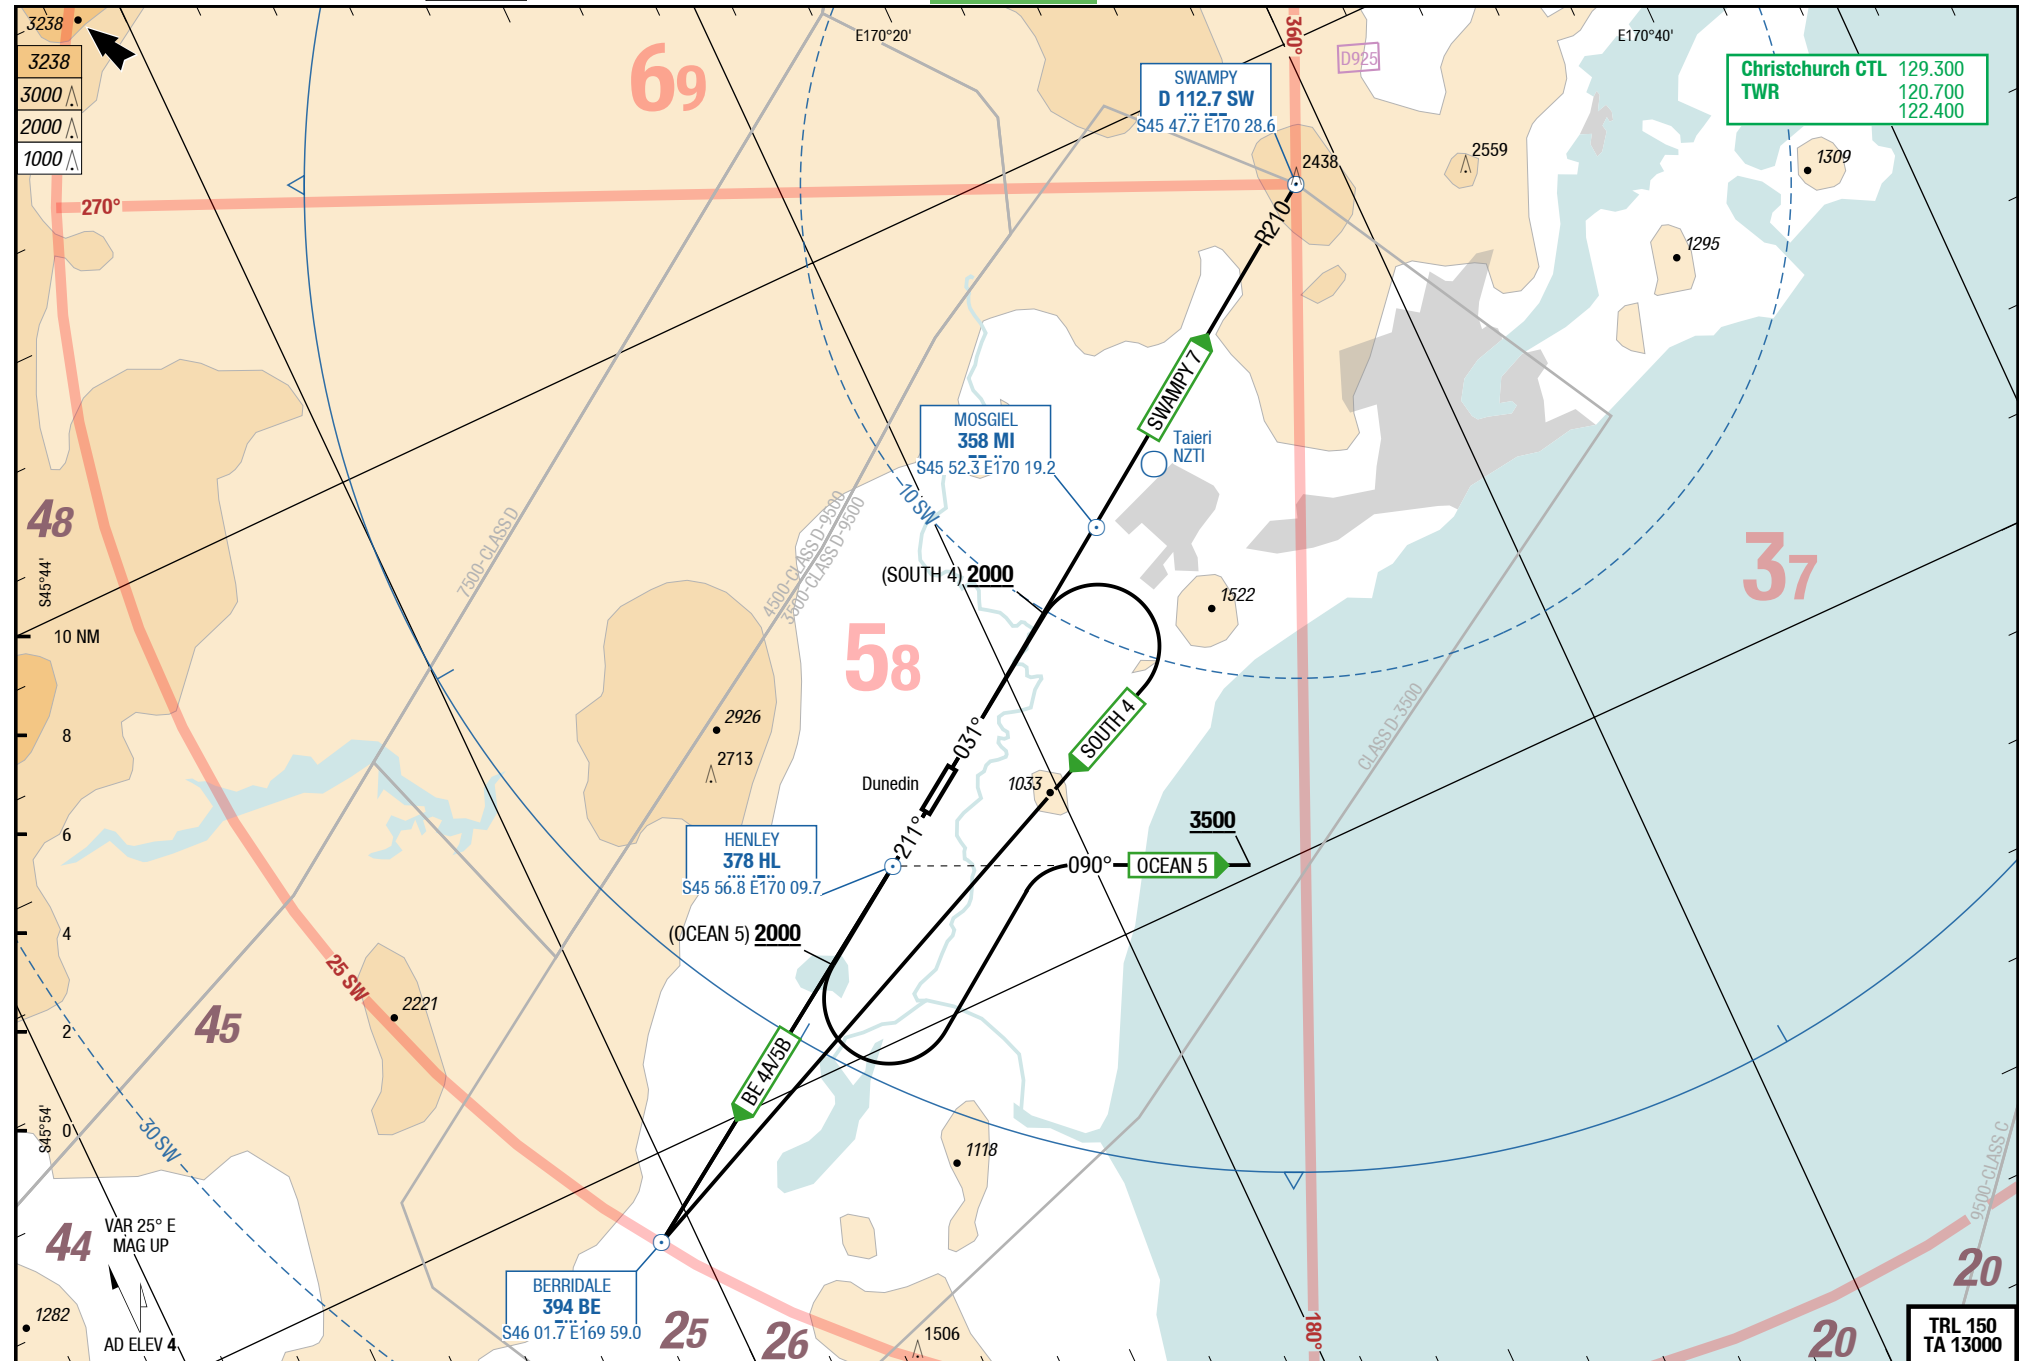 3238
3238
3000
2000
1000
69
E170°20'
360°
D925
E170°40'
Christchurch CTL 129.300
TWR 120.700
122.400
SWAMPY
D 112.7 SW
S45 47.7 E170 28.6
2438
2559
1309
270°
R210
1295
SWAMPY 7
MOSGIEL
358 MI
S45 52.3 E170 19.2
Taieri
NZTI
48
7500-CLASS D
4500-CLASS D-9500
3500-CLASS D-9500
10 SW
37
S45°44'
(SOUTH 4) 2000
1522
10 NM
58
2926
2713
8
031°
SOUTH 4
CLASS D-3500
Dunedin
1033
6
211°
3500
HENLEY
378 HL
S45 56.8 E170 09.7
090°
OCEAN 5
4
(OCEAN 5) 2000
25 SW
2221
45
2
BE 4A/5B
S45°54'
0
30 SW
1118
9500-CLASS C
44
VAR 25° E
MAG UP
20
BERRIDALE
394 BE
S46 01.7 E169 59.0
1282
AD ELEV 4
25
26
1506
180°
20
TRL 150
TA 13000